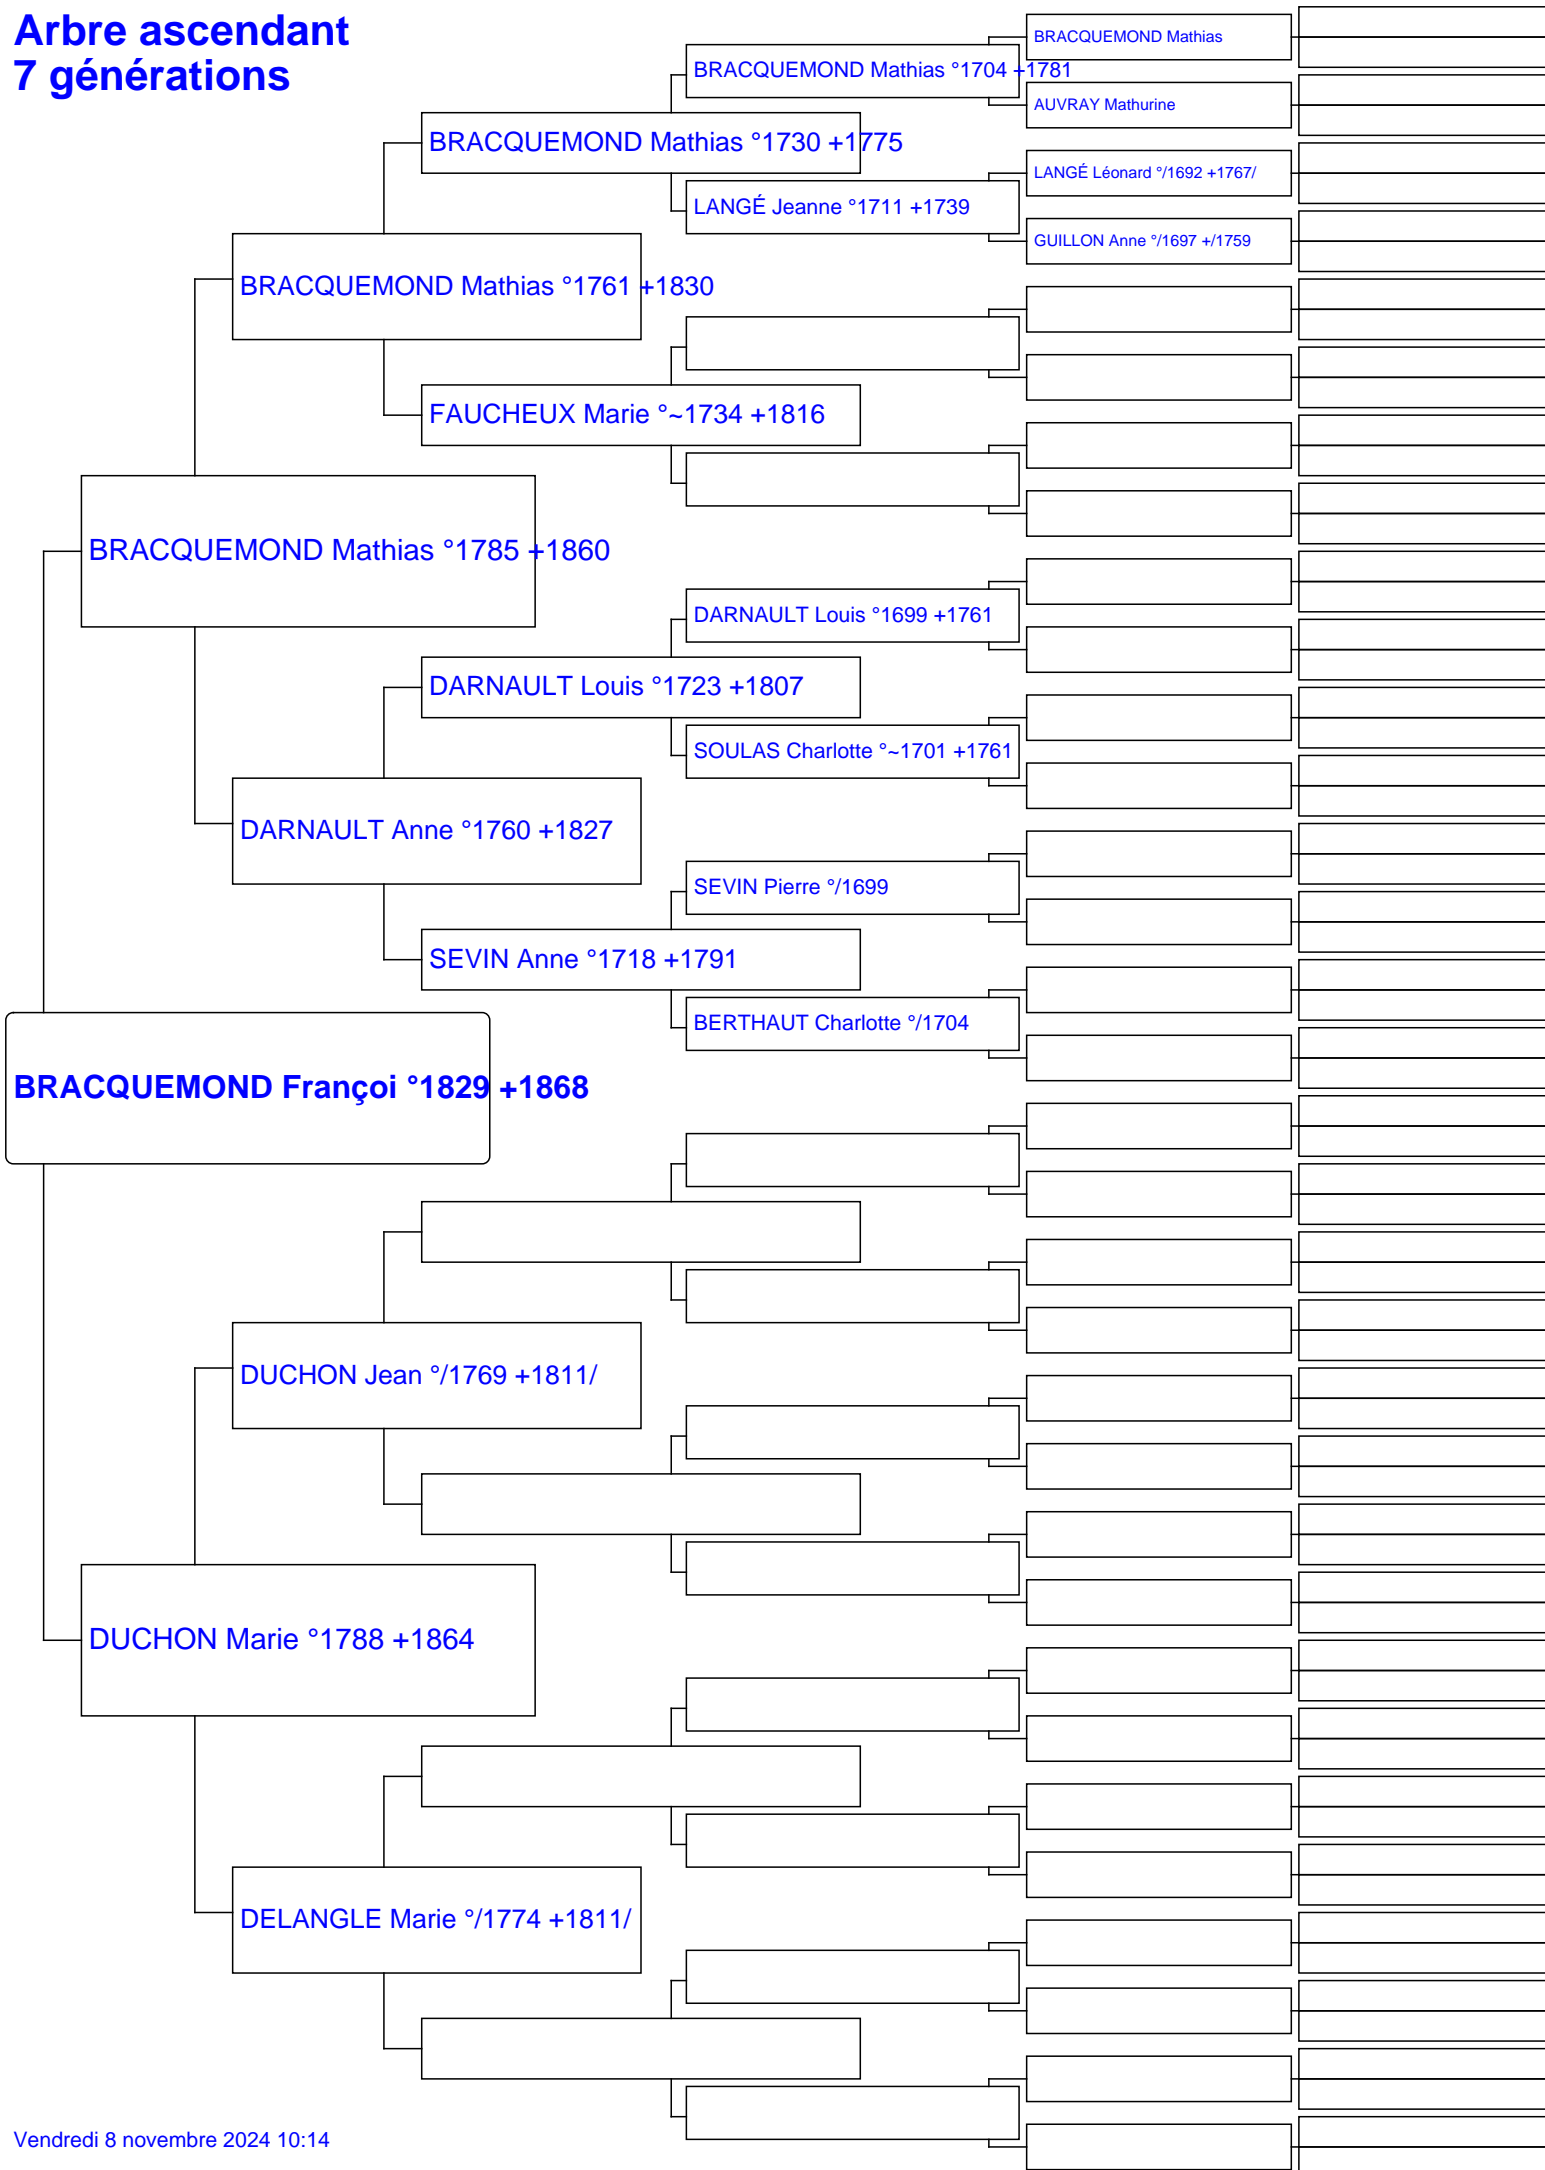 Arbre ascendant
7 générations
BRACQUEMOND Mathias
BRACQUEMOND Mathias °1704 +1781
AUVRAY Mathurine
BRACQUEMOND Mathias °1730 +1775
LANGÉ Léonard °/1692 +1767/
LANGÉ Jeanne °1711 +1739
GUILLON Anne °/1697 +/1759
BRACQUEMOND Mathias °1761 +1830
FAUCHEUX Marie °~1734 +1816
BRACQUEMOND Mathias °1785 +1860
DARNAULT Louis °1699 +1761
DARNAULT Louis °1723 +1807
SOULAS Charlotte °~1701 +1761
DARNAULT Anne °1760 +1827
SEVIN Pierre °/1699
SEVIN Anne °1718 +1791
BERTHAUT Charlotte °/1704
BRACQUEMOND Françoi °1829 +1868
DUCHON Jean °/1769 +1811/
DUCHON Marie °1788 +1864
DELANGLE Marie °/1774 +1811/
Vendredi 8 novembre 2024 10:14